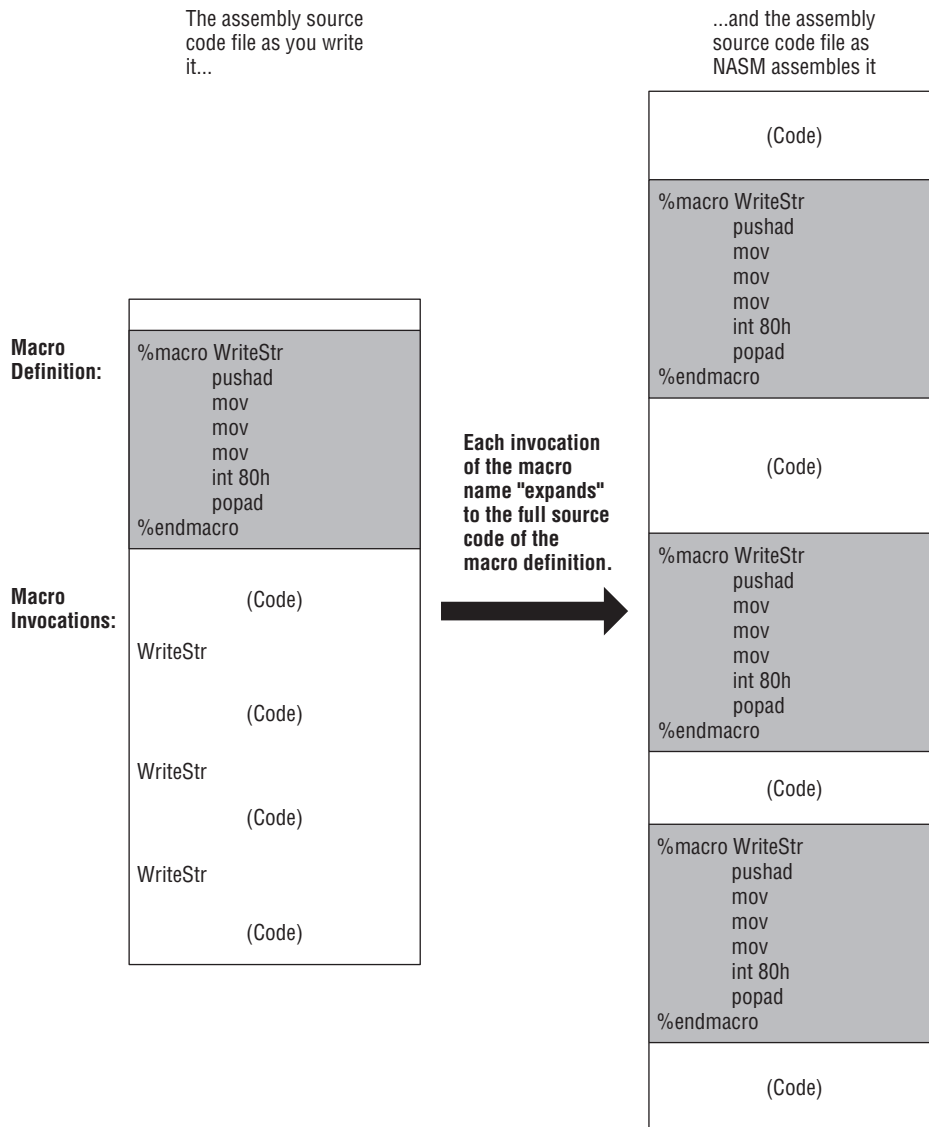 The assembly source
code file as you write
it...
...and the assembly
source code file as
NASM assembles it
Macro
Definition:
%macro WriteStr
pushad
mov
mov
mov
int 80h
popad
%endmacro
Macro
Invocations:
(Code)
WriteStr
(Code)
WriteStr
(Code)
WriteStr
(Code)
Each invocation
of the macro
name "expands"
to the full source
code of the
macro definition.
(Code)
%macro WriteStr
pushad
mov
mov
mov
int 80h
popad
%endmacro
(Code)
%macro WriteStr
pushad
mov
mov
mov
int 80h
popad
%endmacro
(Code)
%macro WriteStr
pushad
mov
mov
mov
int 80h
popad
%endmacro
(Code)